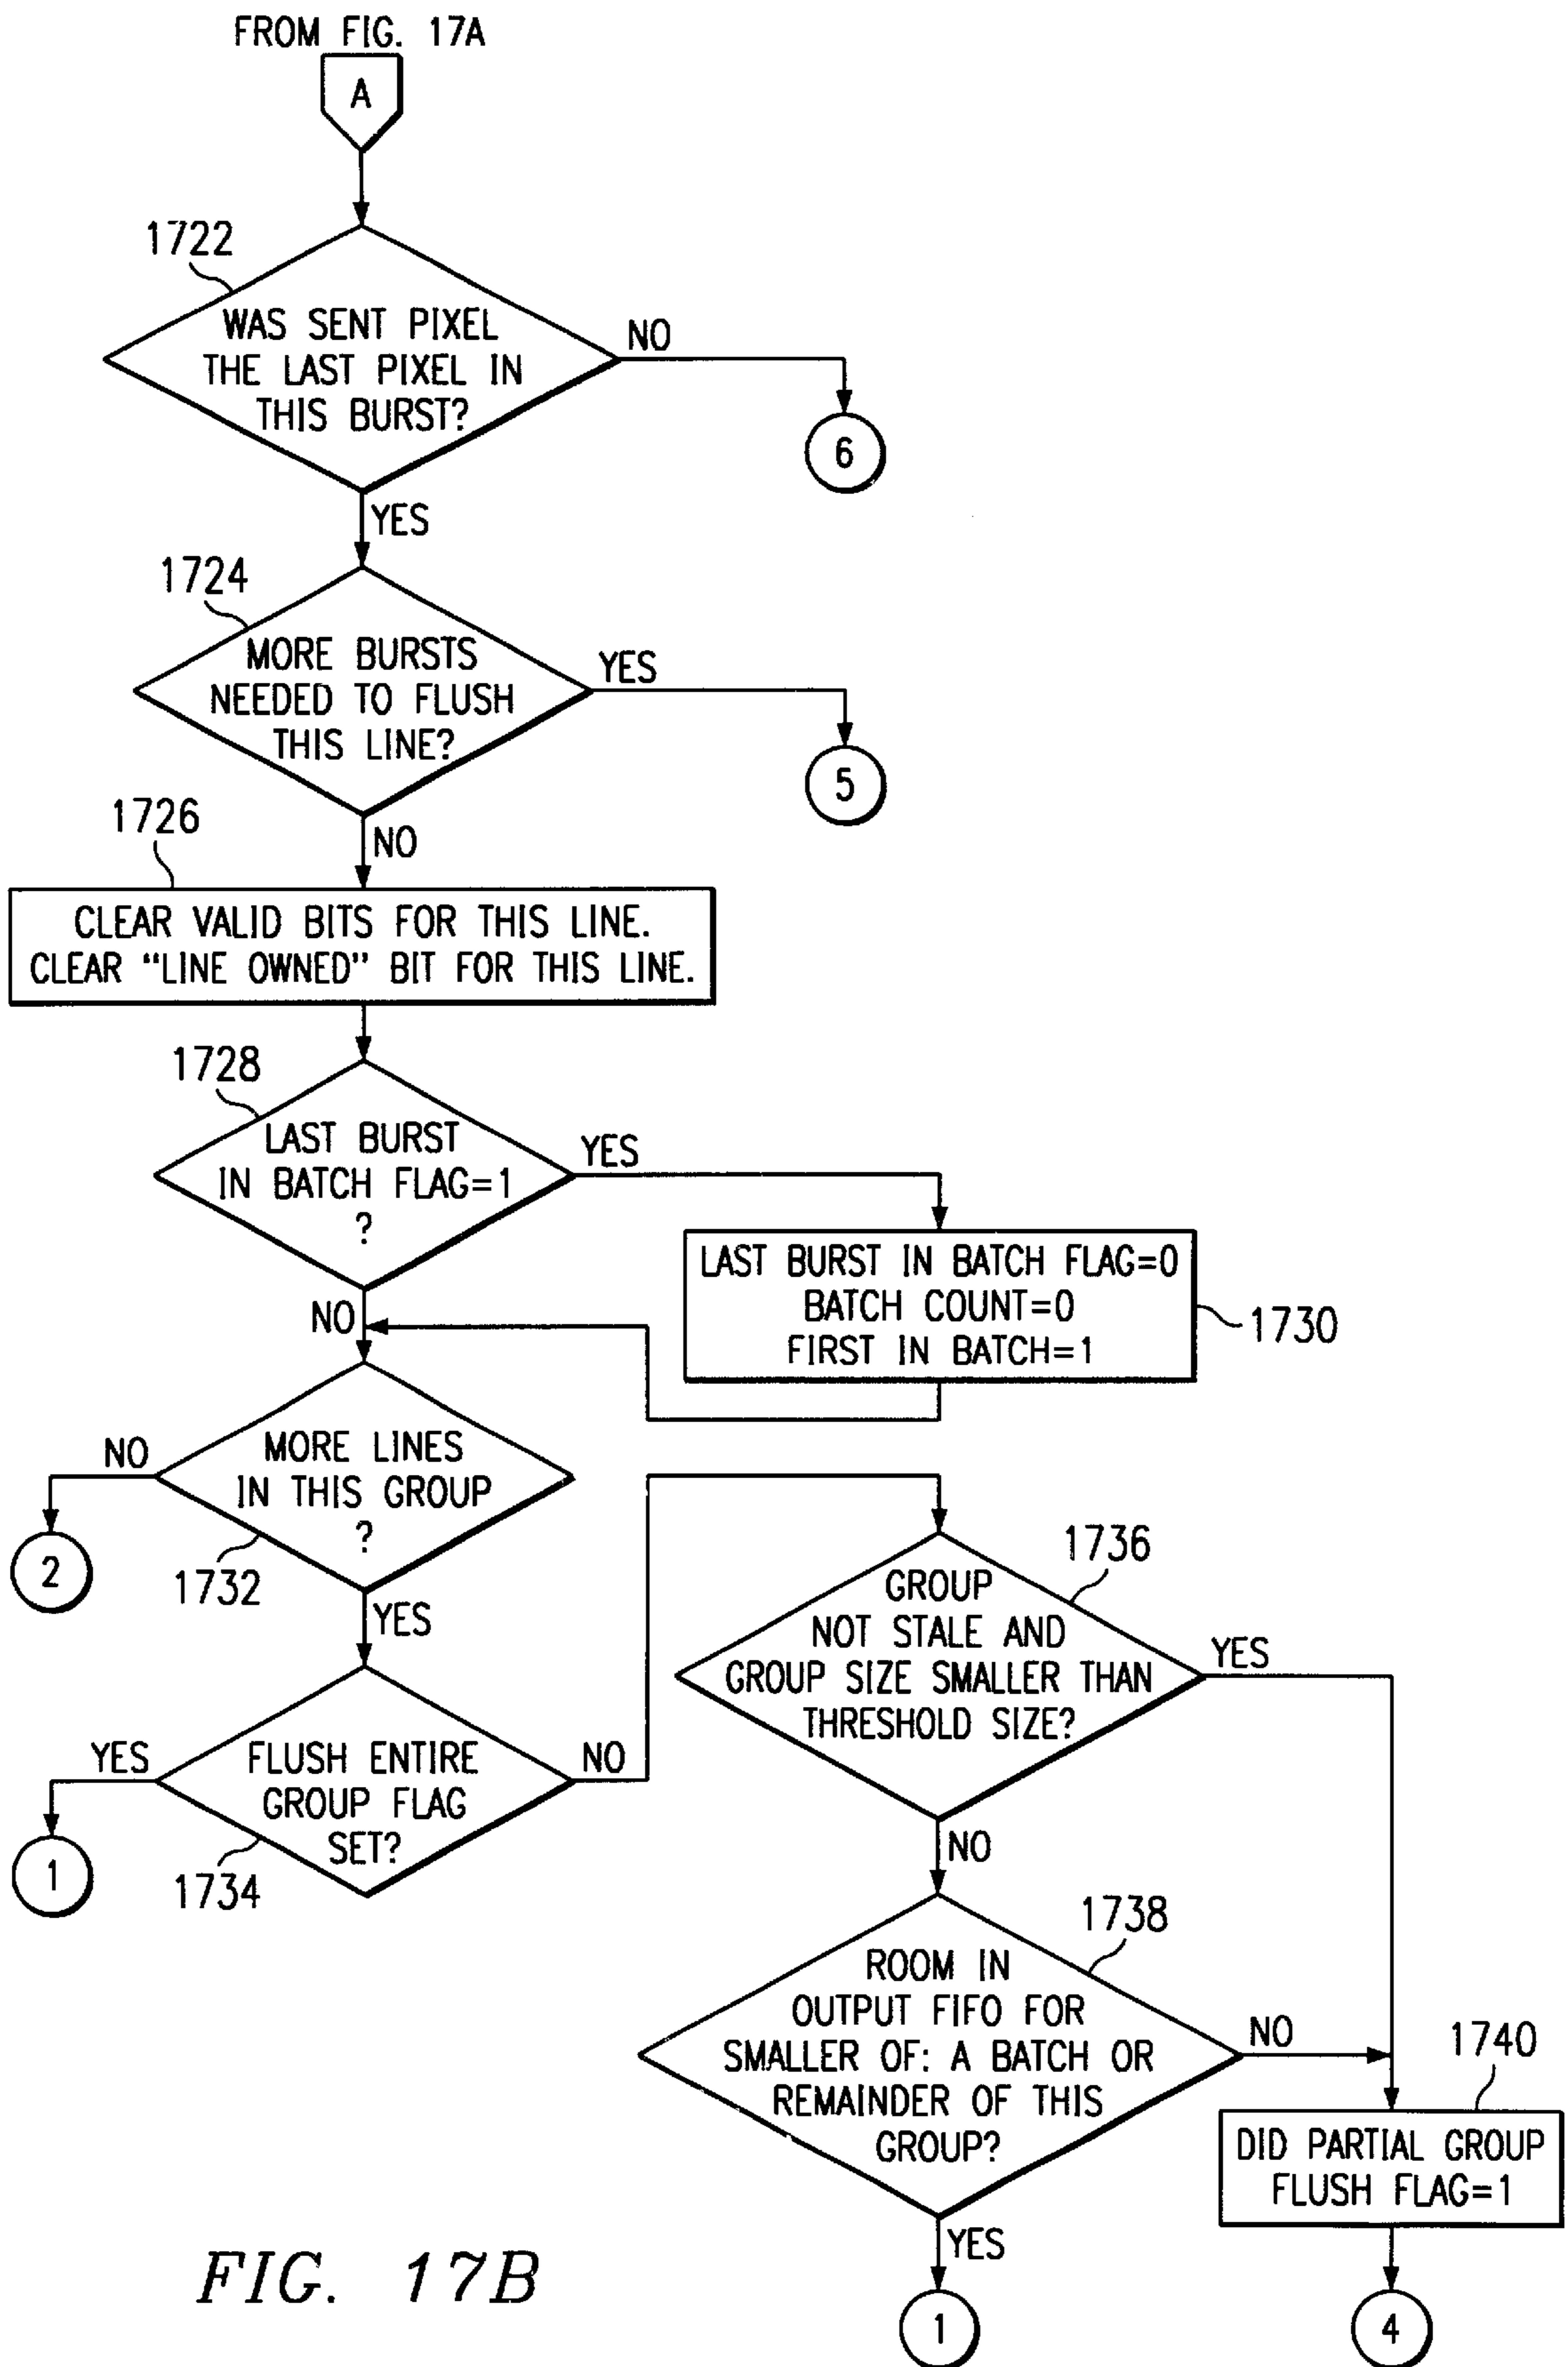 FROM FIG. 17A
A
1722
WAS SENT PIXEL
THE LAST PIXEL IN
THIS BURST?
NO
6
YES
1724
MORE BURSTS
NEEDED TO FLUSH
THIS LINE?
YES
5
NO
1726
CLEAR VALID BITS FOR THIS LINE.
CLEAR “LINE OWNED” BIT FOR THIS LINE.
1728
LAST BURST
IN BATCH FLAG=1
?
YES
LAST BURST IN BATCH FLAG=0
BATCH COUNT=0
FIRST IN BATCH=1
1730
NO
MORE LINES
IN THIS GROUP
?
NO
2
1732
YES
FLUSH ENTIRE
GROUP FLAG
SET?
YES
1
1734
NO
1736
GROUP
NOT STALE AND
GROUP SIZE SMALLER THAN
THRESHOLD SIZE?
YES
NO
1738
ROOM IN
OUTPUT FIFO FOR
SMALLER OF: A BATCH OR
REMAINDER OF THIS
GROUP?
NO
1740
DID PARTIAL GROUP
FLUSH FLAG=1
YES
1
4
FIG. 17B